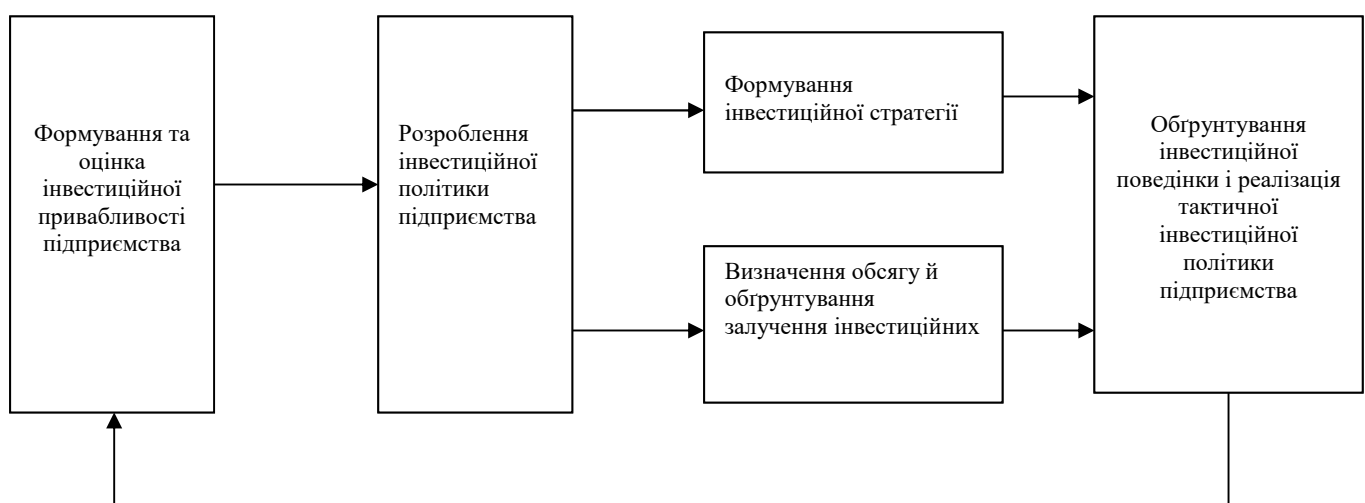 Формування та
оцінка
інвестиційної
привабливості
підприємства
Розроблення
інвестиційної
політики
підприємства
Формування
інвестиційної стратегії
Визначення обсягу й
обґрунтування
залучення інвестиційних
Обґрунтування
інвестиційної
поведінки і реалізація
тактичної
інвестиційної
політики
підприємства